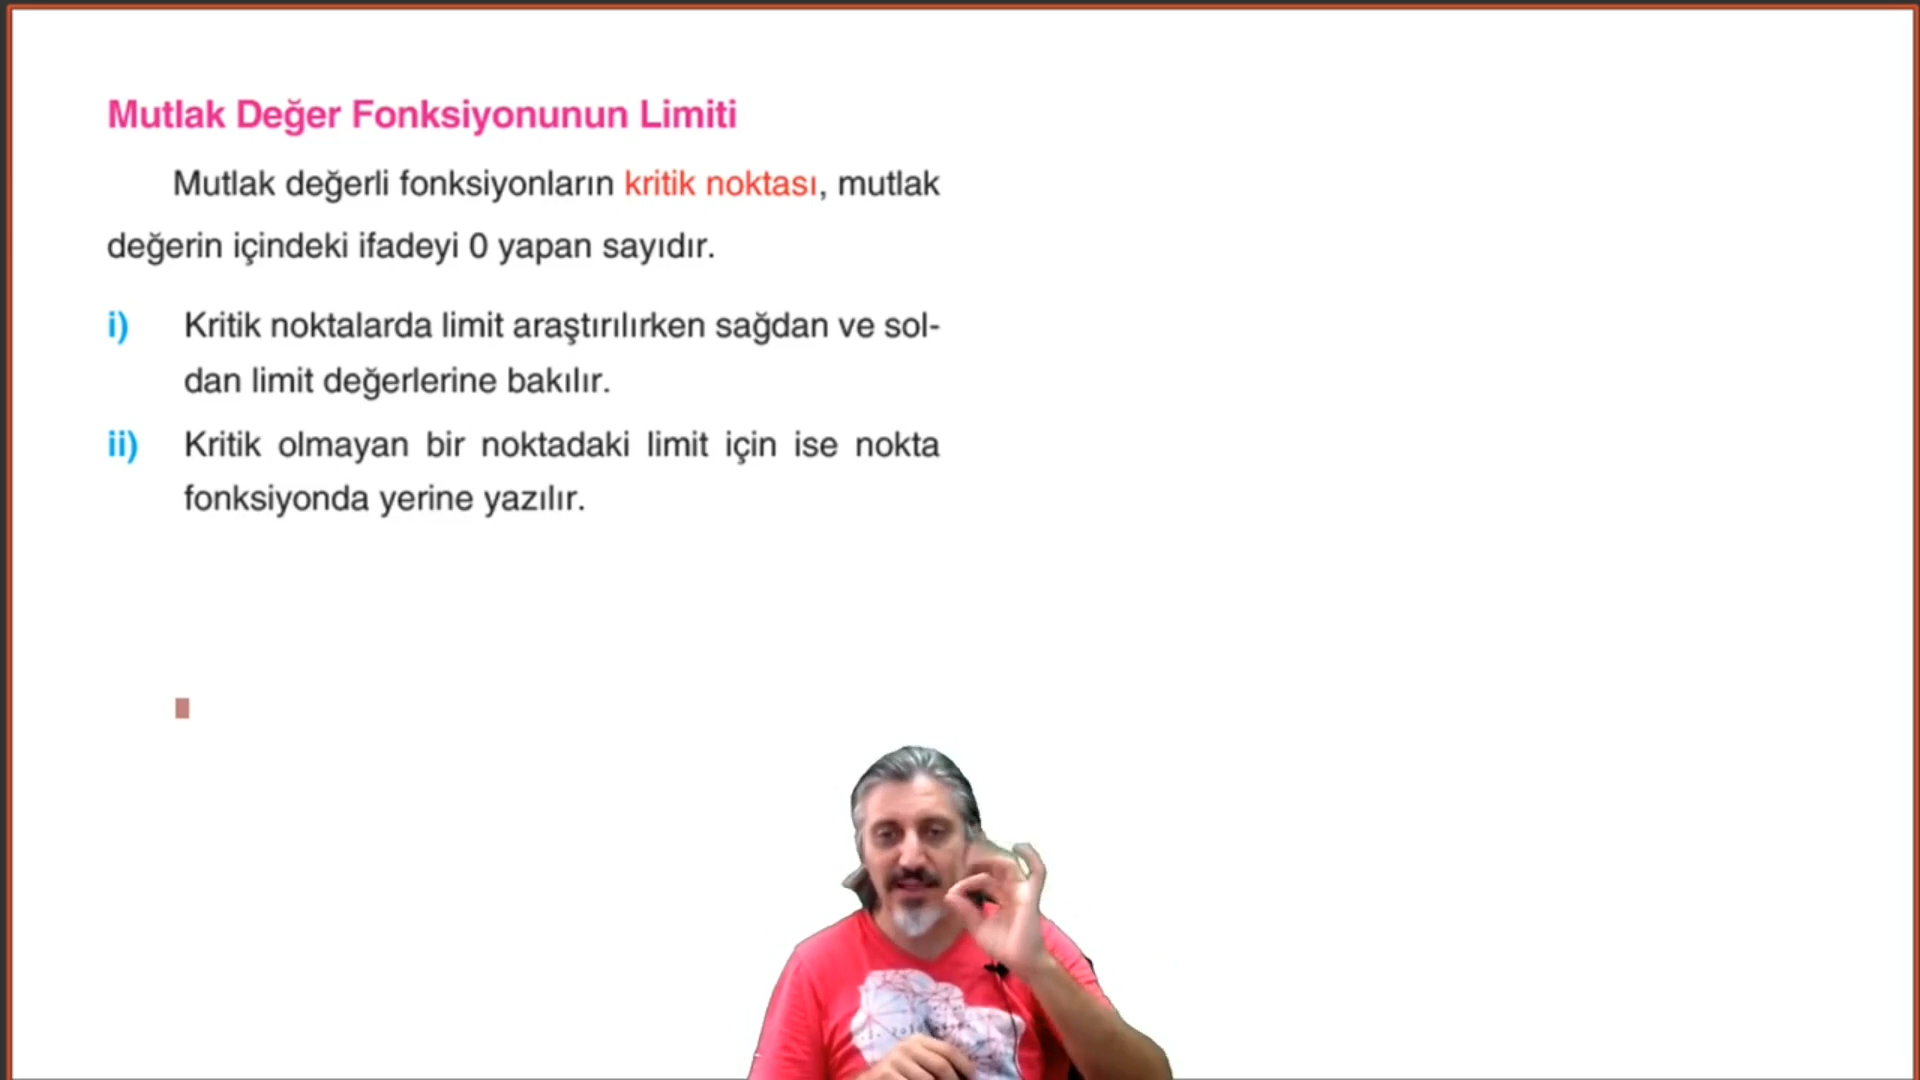 Mutlak Değer Fonksiyonunun Limiti
Mutlak değerli fonksiyonların kritik noktası, mutlak
değerin içindeki ifadeyi 0 yapan sayıdır.
i) Kritik noktalarda limit araştırılırken sağdan ve sol-
dan limit değerlerine bakılır.
ii) Kritik olmayan bir noktadaki limit için ise nokta
fonksiyonda yerine yazılır.